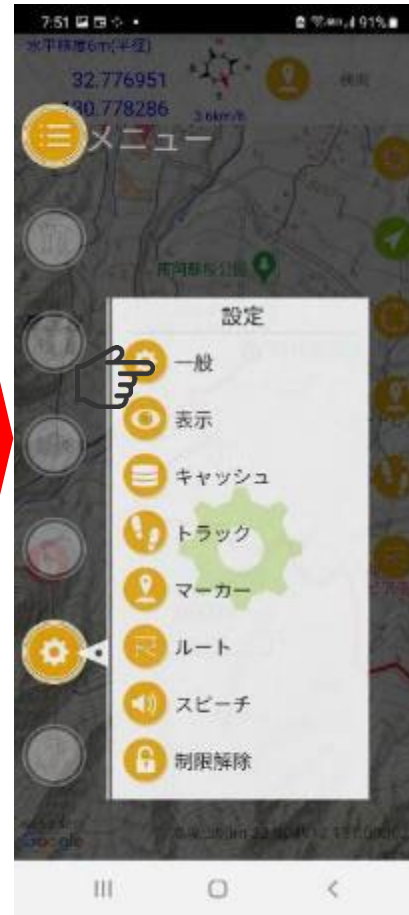 7:51
91%
水平精度6m(半径)
32.776951
130.778286
3.6km/h
検索
メニュー
設定
一般
表示
キャッシュ
トラック
マーカー
ルート
スピーチ
制限解除